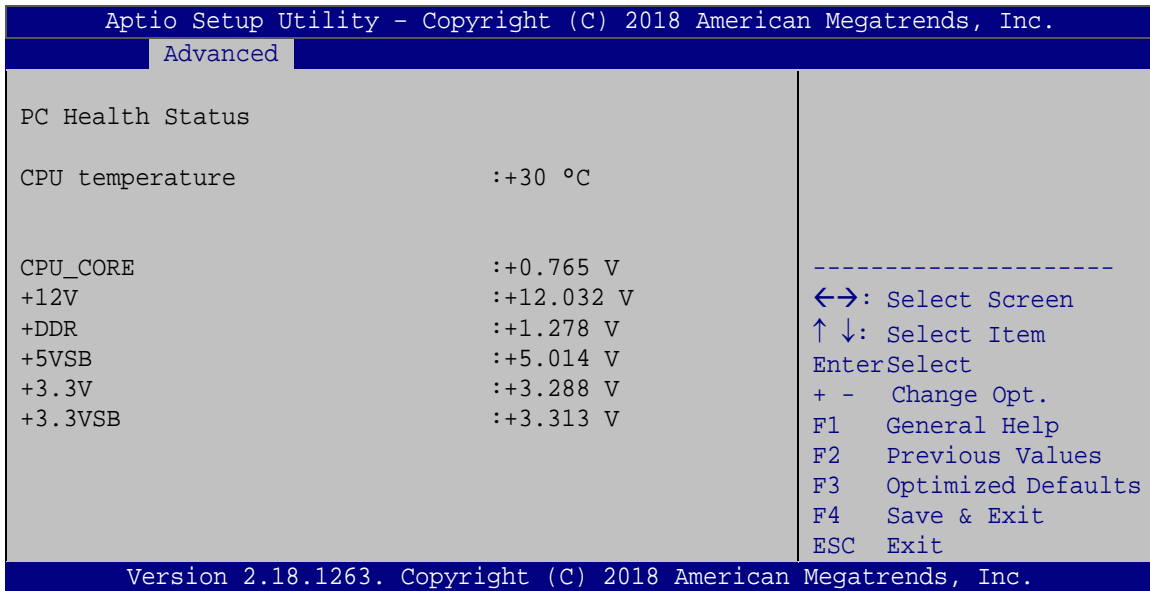 Aptio Setup Utility – Copyright (C) 2018 American Megatrends, Inc.
Advanced
PC Health Status
CPU temperature :+30 °C
CPU_CORE :+0.765 V
+12V :+12.032 V
+DDR :+1.278 V
+5VSB :+5.014 V
+3.3V :+3.288 V
+3.3VSB :+3.313 V
---------------------
←→: Select Screen
↑ ↓: Select Item
EnterSelect
+ - Change Opt.
F1 General Help
F2 Previous Values
F3 Optimized Defaults
F4 Save & Exit
ESC Exit
Version 2.18.1263. Copyright (C) 2018 American Megatrends, Inc.